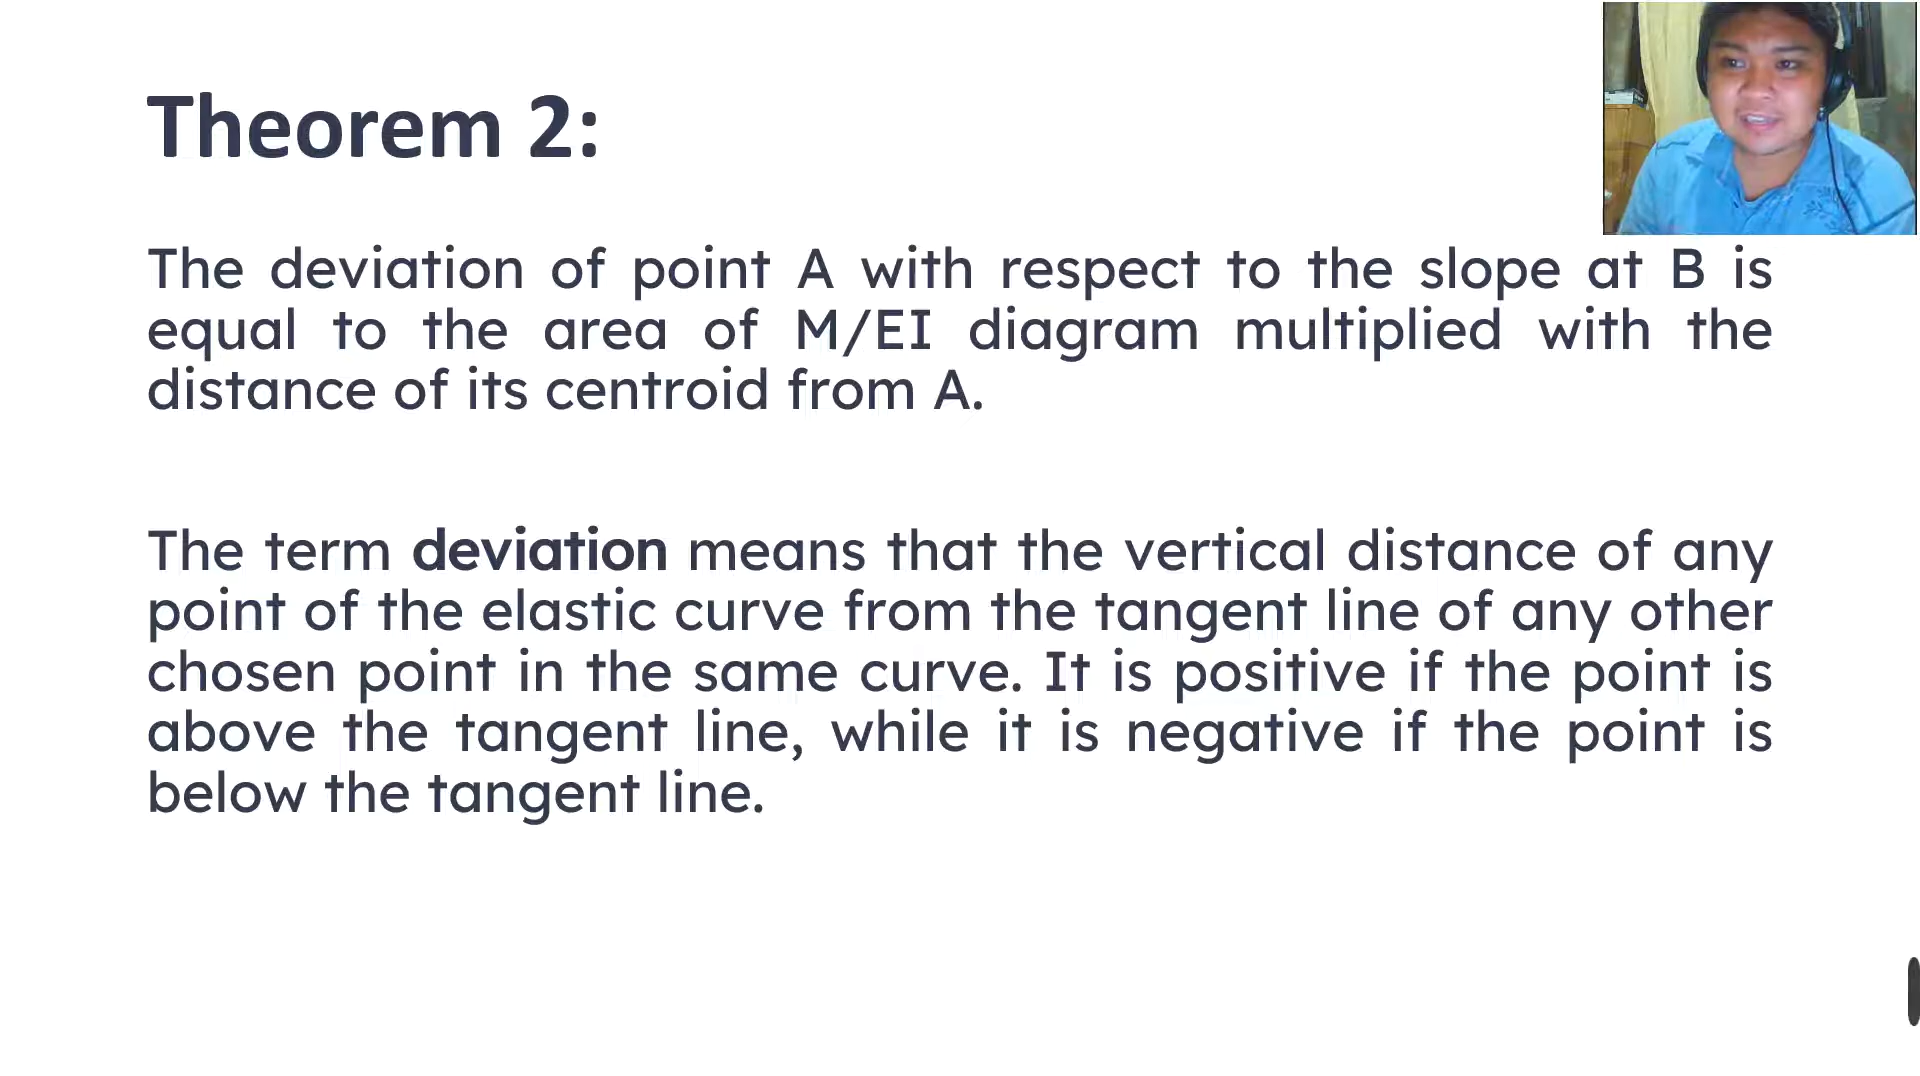 Theorem 2:
The deviation of point A with respect to the slope at B is
equal to the area of M/EI diagram multiplied with the
distance of its centroid from A.
The term deviation means that the vertical distance of any
point of the elastic curve from the tangent line of any other
chosen point in the same curve. It is positive if the point is
above the tangent line, while it is negative if the point is
below the tangent line.